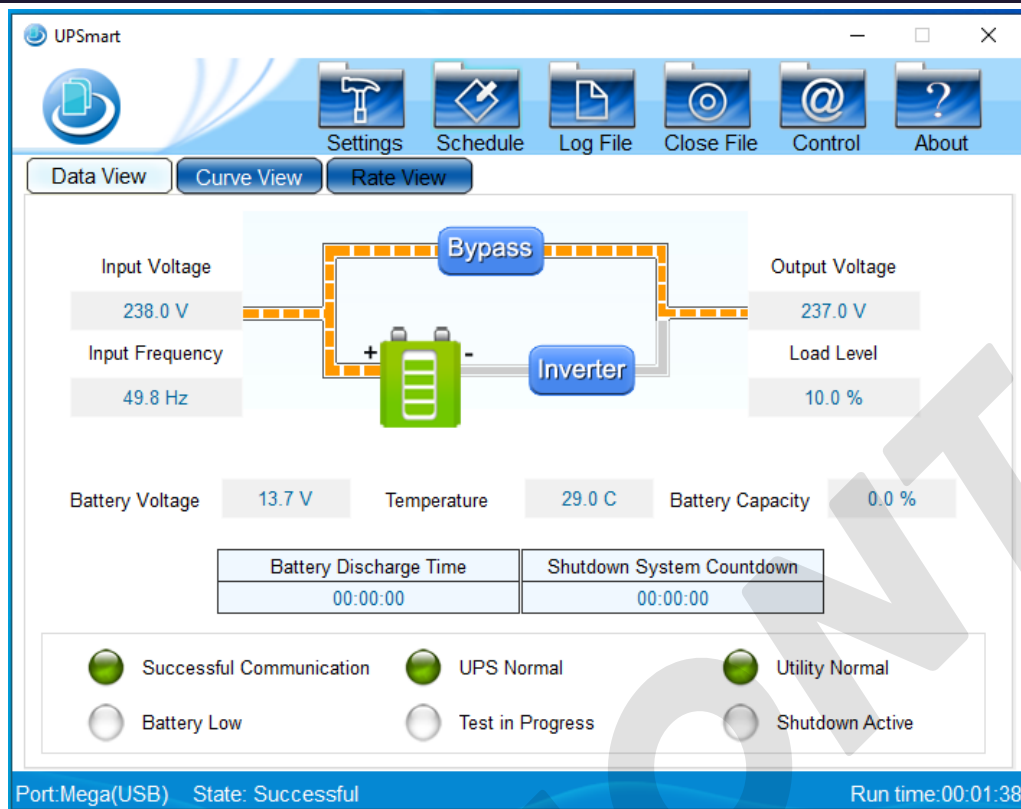 UPSmart
Settings Schedule Log File Close File Control About
Data View Curve View Rate View
Bypass
Input Voltage Output Voltage
238.0 V 237.0 V
Input Frequency + - Inverter Load Level
49.8 Hz 10.0 %
Battery Voltage 13.7 V Temperature 29.0 C Battery Capacity 0.0 %
Battery Discharge Time Shutdown System Countdown
00:00:00 00:00:00
Successful Communication UPS Normal Utility Normal
Battery Low Test in Progress Shutdown Active
Port:Mega(USB) State: Successful Run time:00:01:38